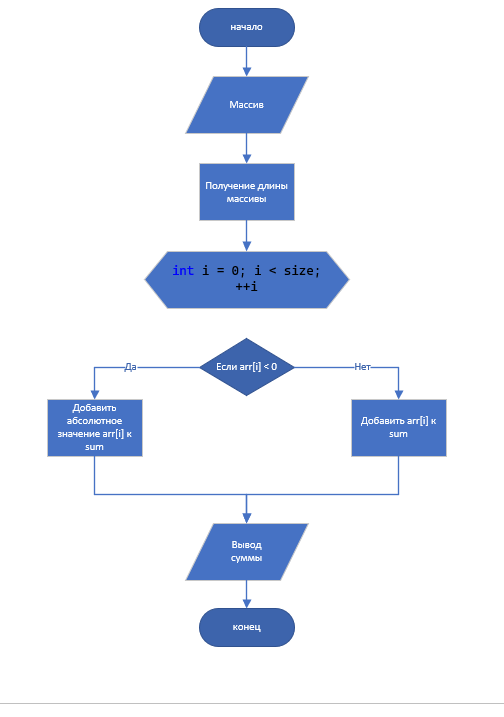 начало
Массив
Получение длины
массивы
int i = 0; i < size;
++i
Если arr[i] < 0
Да
Нет
Добавить
абсолютное
значение arr[i] к
sum
Добавить arr[i] к
sum
Вывод
суммы
конец